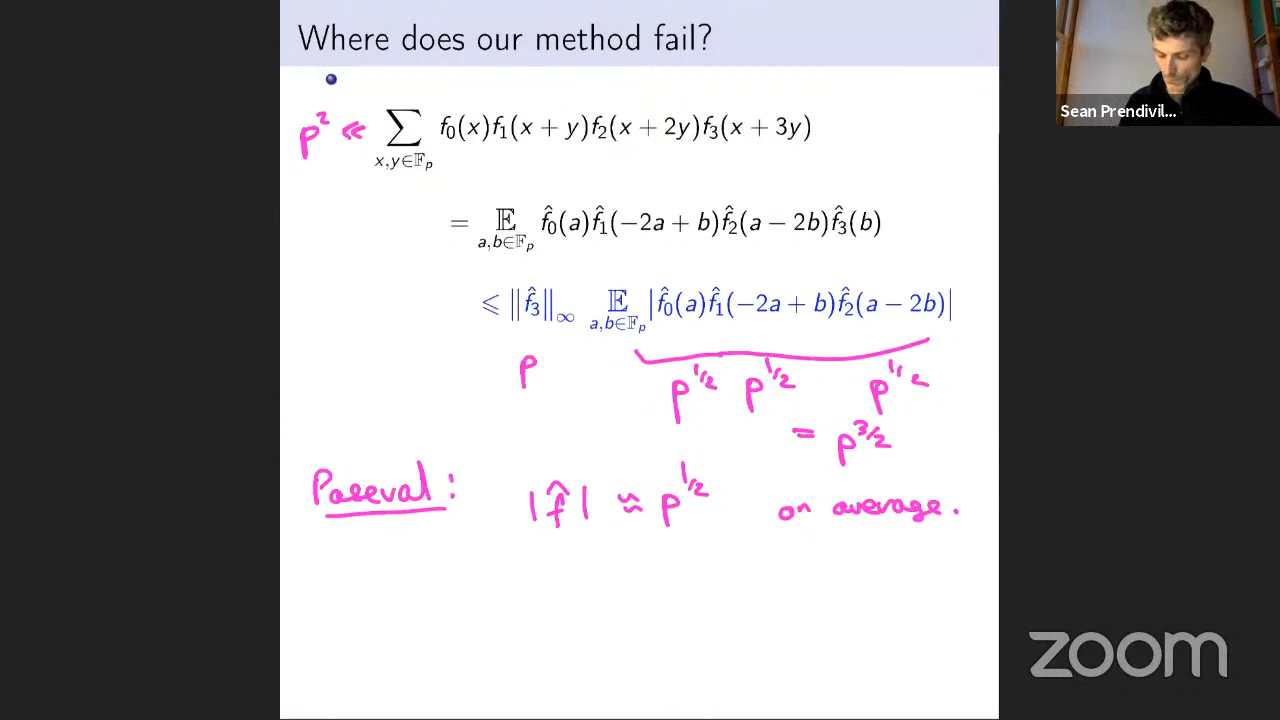 Where does our method fail?
Sean Prendivil...
p² ≪ ∑_{x,y∈𝔽_p} f₀(x)f₁(x + y)f₂(x + 2y)f₃(x + 3y)
= 𝔼_{a,b∈𝔽_p} f̂₀(a)f̂₁(−2a + b)f̂₂(a − 2b)f̂₃(b)
⩽ ‖f̂₃‖_∞ 𝔼_{a,b∈𝔽_p} |f̂₀(a)f̂₁(−2a + b)f̂₂(a − 2b)|
p p^{1/2} p^{1/2} p^{1/2}
= p^{3/2}
Paseval: |f̂| ≈ p^{1/2} on average.
zoom